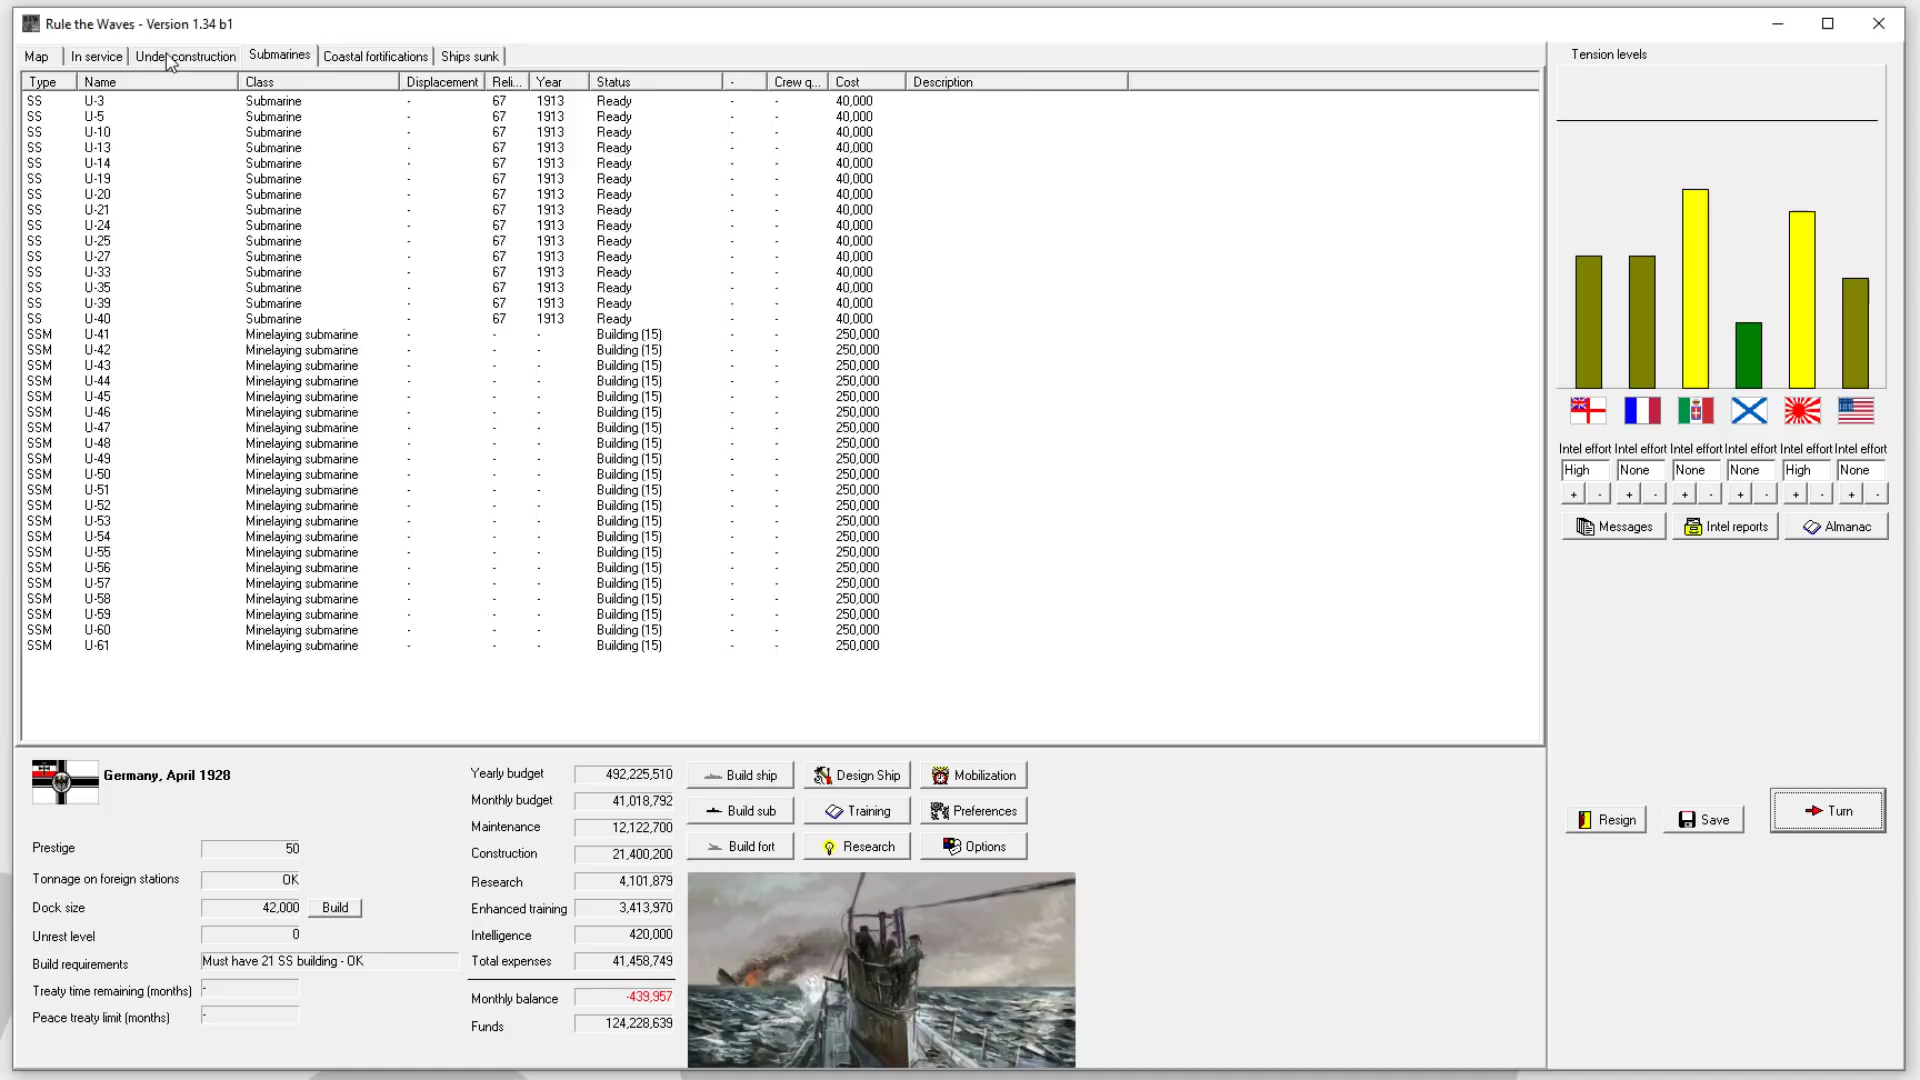 Rule the Waves - Version 1.34 b1
Map In service Under construction Submarines Coastal fortifications Ships sunk
Type Name Class Displacement Reli... Year Status - Crew q... Cost Description
SS U-3 Submarine - 67 1913 Ready - - 40,000
SS U-5 Submarine - 67 1913 Ready - - 40,000
SS U-10 Submarine - 67 1913 Ready - - 40,000
SS U-13 Submarine - 67 1913 Ready - - 40,000
SS U-14 Submarine - 67 1913 Ready - - 40,000
SS U-19 Submarine - 67 1913 Ready - - 40,000
SS U-20 Submarine - 67 1913 Ready - - 40,000
SS U-21 Submarine - 67 1913 Ready - - 40,000
SS U-24 Submarine - 67 1913 Ready - - 40,000
SS U-25 Submarine - 67 1913 Ready - - 40,000
SS U-27 Submarine - 67 1913 Ready - - 40,000
SS U-33 Submarine - 67 1913 Ready - - 40,000
SS U-35 Submarine - 67 1913 Ready - - 40,000
SS U-39 Submarine - 67 1913 Ready - - 40,000
SS U-40 Submarine - 67 1913 Ready - - 40,000
SSM U-41 Minelaying submarine - - - Building (15) - - 250,000
SSM U-42 Minelaying submarine - - - Building (15) - - 250,000
SSM U-43 Minelaying submarine - - - Building (15) - - 250,000
SSM U-44 Minelaying submarine - - - Building (15) - - 250,000
SSM U-45 Minelaying submarine - - - Building (15) - - 250,000
SSM U-46 Minelaying submarine - - - Building (15) - - 250,000
SSM U-47 Minelaying submarine - - - Building (15) - - 250,000
SSM U-48 Minelaying submarine - - - Building (15) - - 250,000
SSM U-49 Minelaying submarine - - - Building (15) - - 250,000
SSM U-50 Minelaying submarine - - - Building (15) - - 250,000
SSM U-51 Minelaying submarine - - - Building (15) - - 250,000
SSM U-52 Minelaying submarine - - - Building (15) - - 250,000
SSM U-53 Minelaying submarine - - - Building (15) - - 250,000
SSM U-54 Minelaying submarine - - - Building (15) - - 250,000
SSM U-55 Minelaying submarine - - - Building (15) - - 250,000
SSM U-56 Minelaying submarine - - - Building (15) - - 250,000
SSM U-57 Minelaying submarine - - - Building (15) - - 250,000
SSM U-58 Minelaying submarine - - - Building (15) - - 250,000
SSM U-59 Minelaying submarine - - - Building (15) - - 250,000
SSM U-60 Minelaying submarine - - - Building (15) - - 250,000
SSM U-61 Minelaying submarine - - - Building (15) - - 250,000
Tension levels
Intel effort Intel effort Intel effort Intel effort Intel effort Intel effort
High None None None High None
+ - + - + - + - + - + -
Messages Intel reports Almanac
Germany, April 1928
Prestige 50
Tonnage on foreign stations OK
Dock size 42,000 Build
Unrest level 0
Build requirements Must have 21 SS building - OK
Treaty time remaining (months) -
Peace treaty limit (months) -
Yearly budget 492,225,510
Monthly budget 41,018,792
Maintenance 12,122,700
Construction 21,400,200
Research 4,101,879
Enhanced training 3,413,970
Intelligence 420,000
Total expenses 41,458,749
Monthly balance -439,957
Funds 124,228,639
Build ship Design Ship Mobilization
Build sub Training Preferences
Build fort Research Options
Resign Save Turn